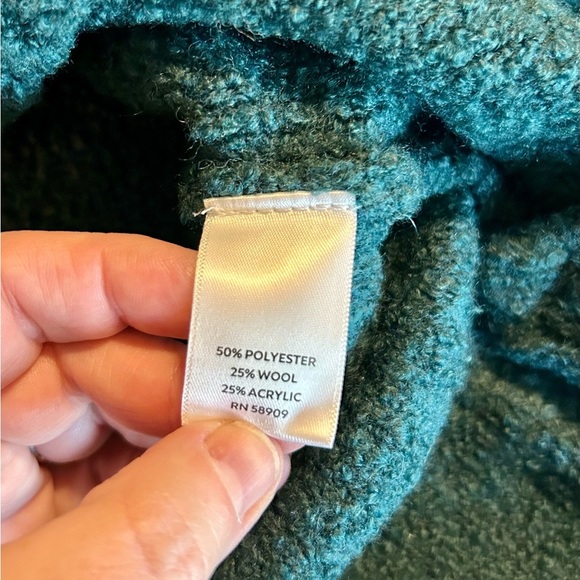 50% POLYESTER
25% WOOL
25% ACRYLIC
RN 58909